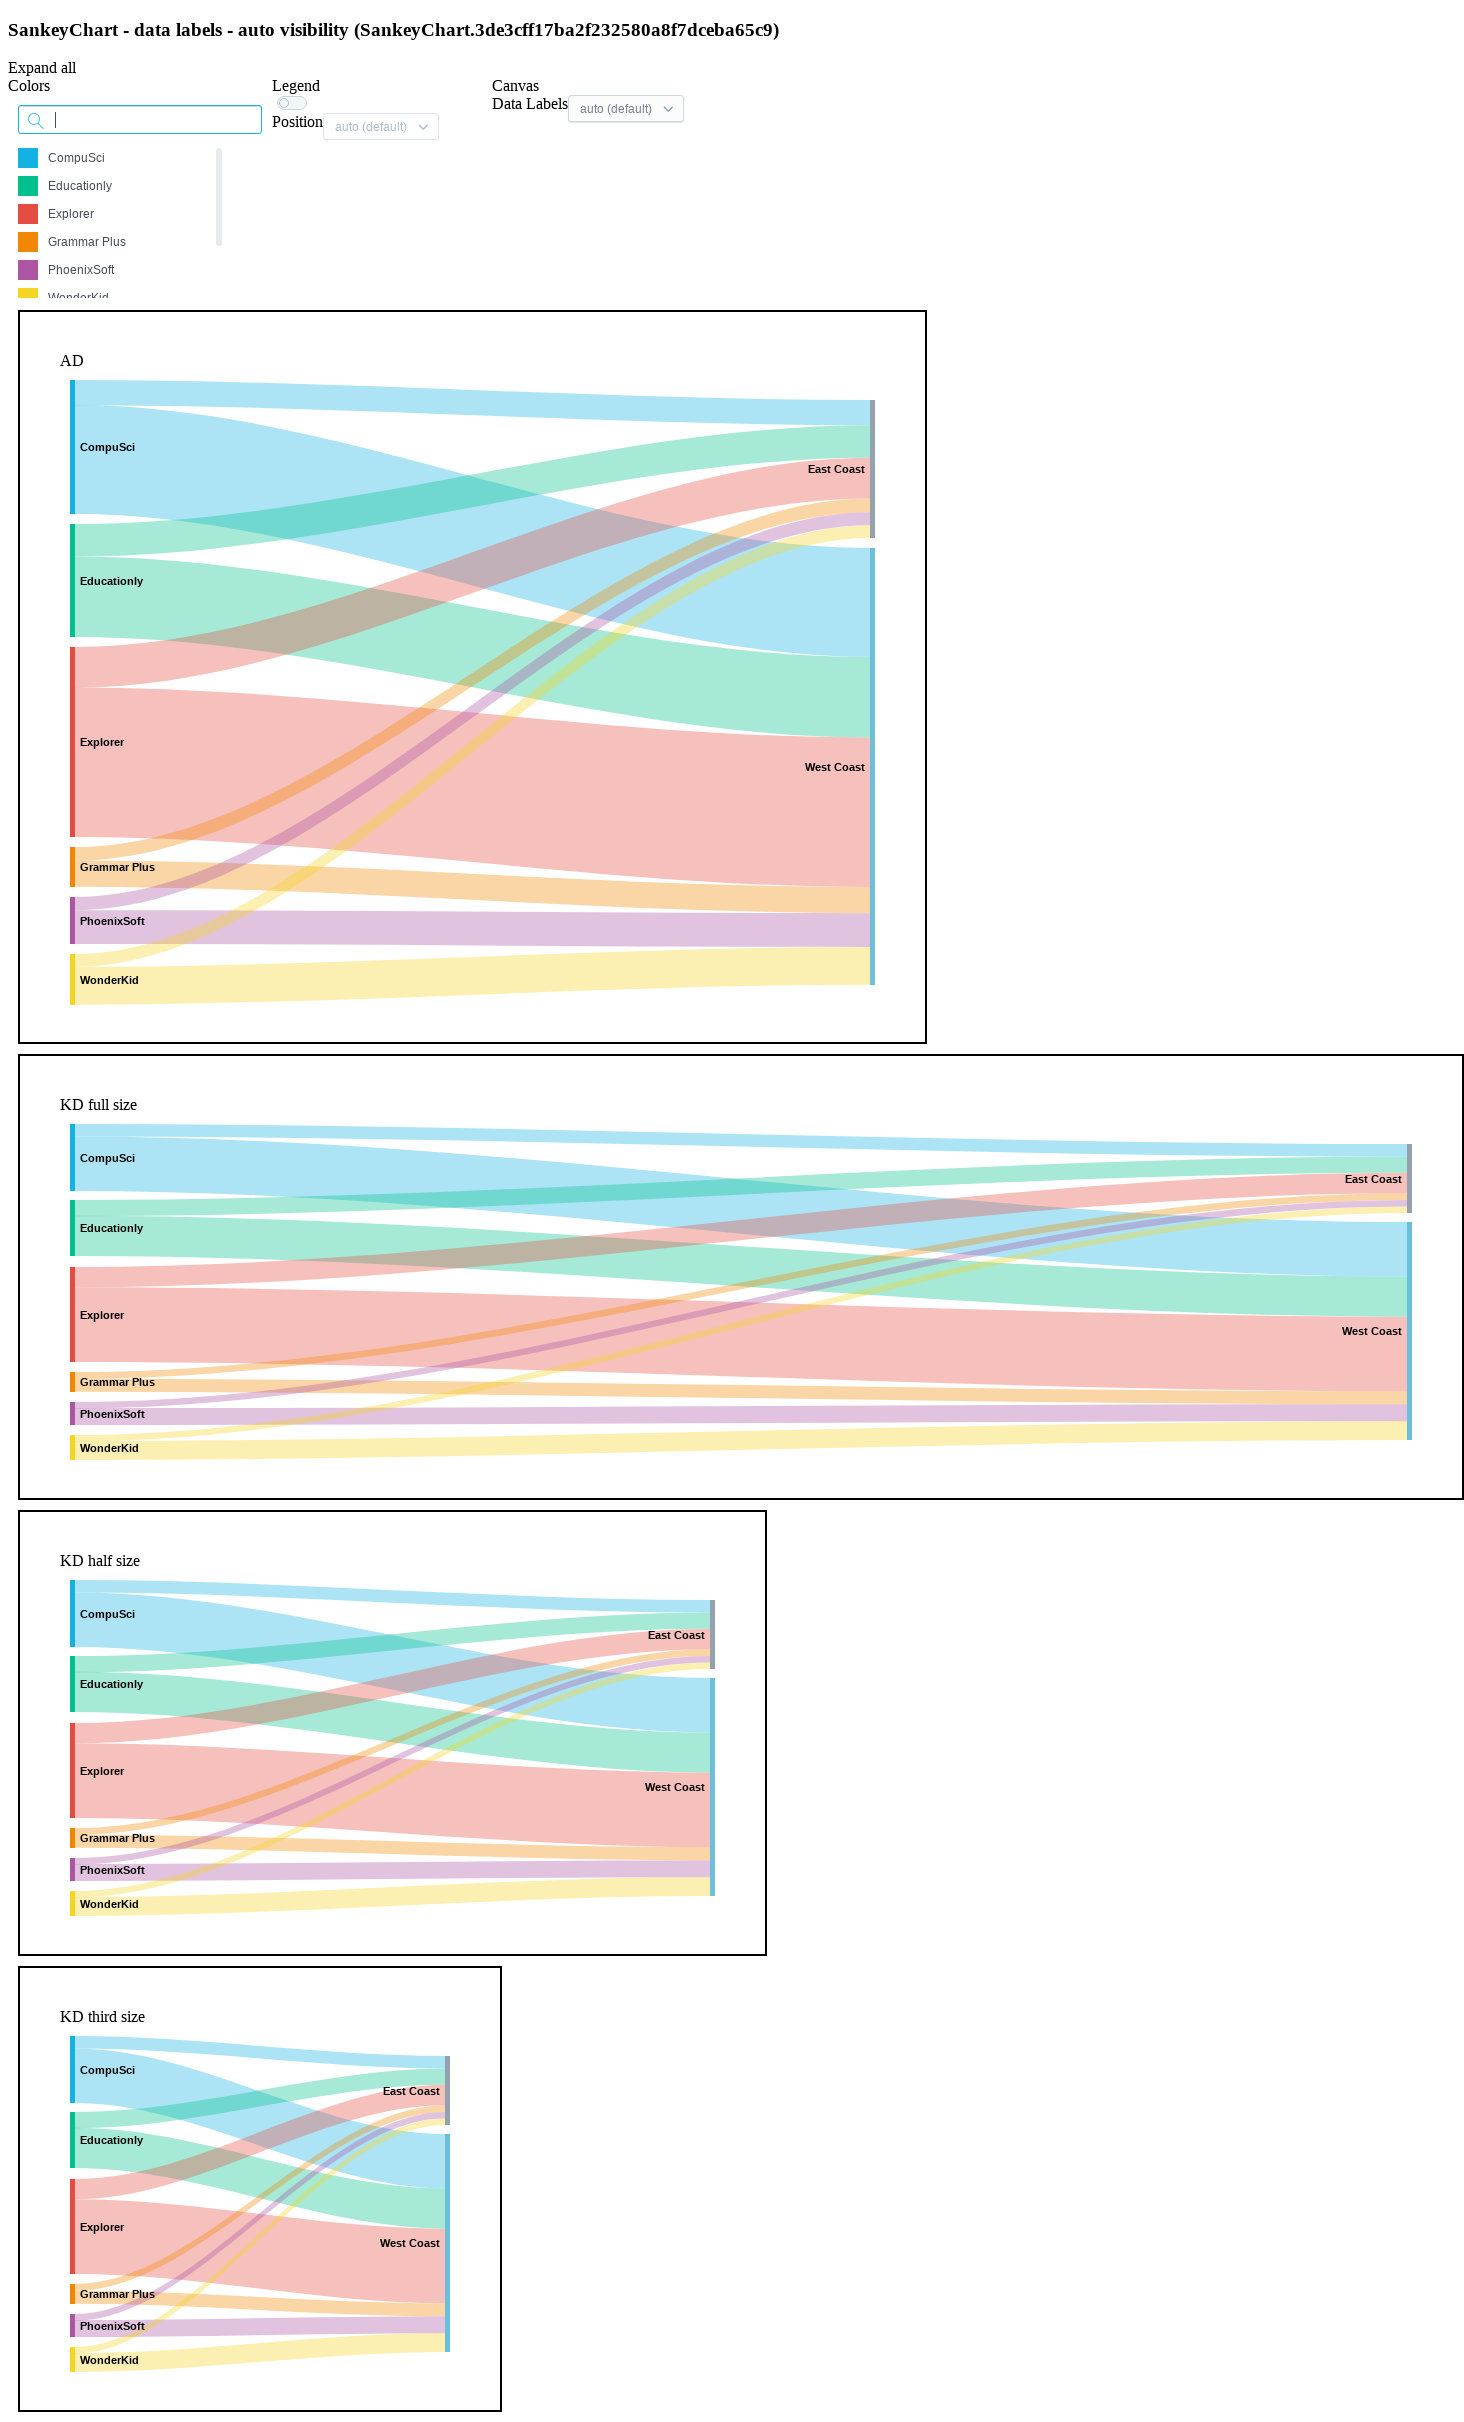 SankeyChart - data labels - auto visibility (SankeyChart.3de3cff17ba2f232580a8f7dceba65c9)
Expand all
Colors
Legend
Canvas
Data Labels auto (default)
Position auto (default)
CompuSci
Educationly
Explorer
Grammar Plus
PhoenixSoft
WonderKid
AD
CompuSci
East Coast
Educationly
Explorer
West Coast
Grammar Plus
PhoenixSoft
WonderKid
KD full size
CompuSci
East Coast
Educationly
Explorer
West Coast
Grammar Plus
PhoenixSoft
WonderKid
KD half size
CompuSci
East Coast
Educationly
Explorer
West Coast
Grammar Plus
PhoenixSoft
WonderKid
KD third size
CompuSci
East Coast
Educationly
Explorer
West Coast
Grammar Plus
PhoenixSoft
WonderKid